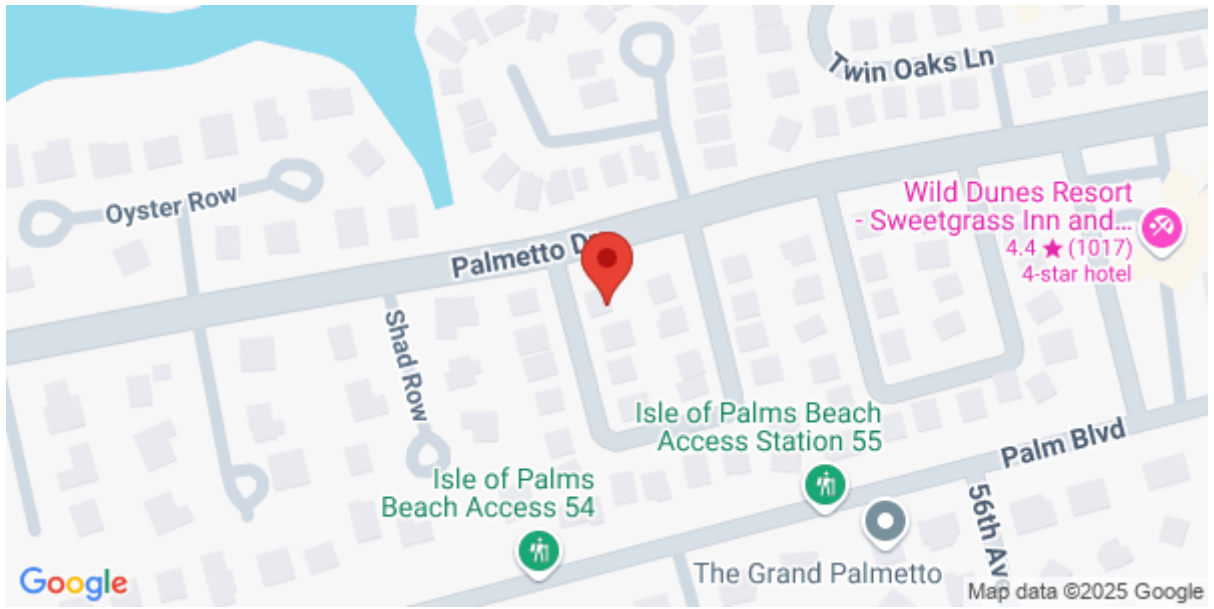 Twin Oaks Ln
Oyster Row
Wild Dunes Resort
- Sweetgrass Inn and...
4.4 ★ (1017)
4-star hotel
Palmetto Dr
Shad Row
Isle of Palms Beach
Access Station 55
Palm Blvd
Isle of Palms
Beach Access 54
56th Ave
The Grand Palmetto
Google
Map data ©2025 Google